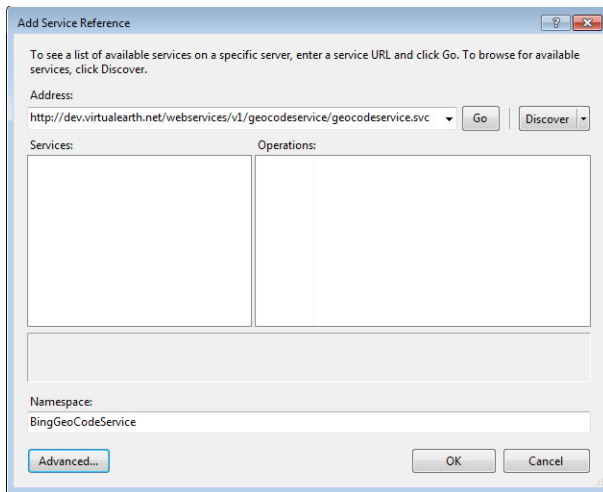 Add Service Reference
To see a list of available services on a specific server, enter a service URL and click Go. To browse for available
services, click Discover.
Address:
http://dev.virtualearth.net/webservices/v1/geocodeservice/geocodeservice.svc
Go
Discover
Services:
Operations:
Namespace:
BingGeoCodeService
Advanced...
OK
Cancel